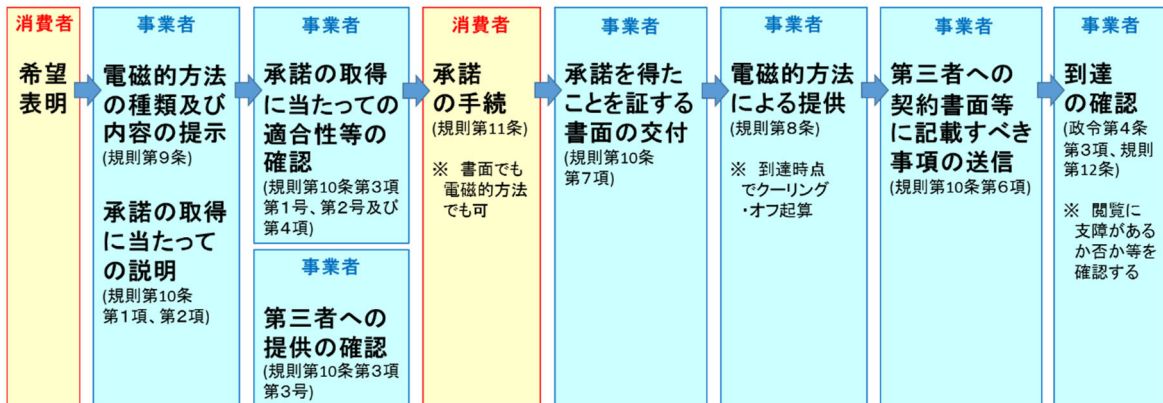 消費者
希望
表明
事業者
電磁的方法
の種類及び
内容の提示
(規則第9条)
承諾の取得
に当たって
の説明
(規則第10条
第1項、第2項)
事業者
承諾の取得
に当たっての
適合性等の
確認
(規則第10条第3項
第1号、第2号及び
第4項)
事業者
第三者への
提供の確認
(規則第10条第3項
第3号)
消費者
承諾
の手続
(規則第11条)
※ 書面でも
電磁的方法
でも可
事業者
承諾を得た
ことを証する
書面の交付
(規則第10条
第7項)
事業者
電磁的方法
による提供
(規則第8条)
※ 到達時点
でクーリング
・オフ起算
事業者
第三者への
契約書面等
に記載すべき
事項の送信
(規則第10条第6項)
事業者
到達
の確認
(政令第4条
第3項、規則
第12条)
※ 閲覧に
支障がある
か否か等を
確認する